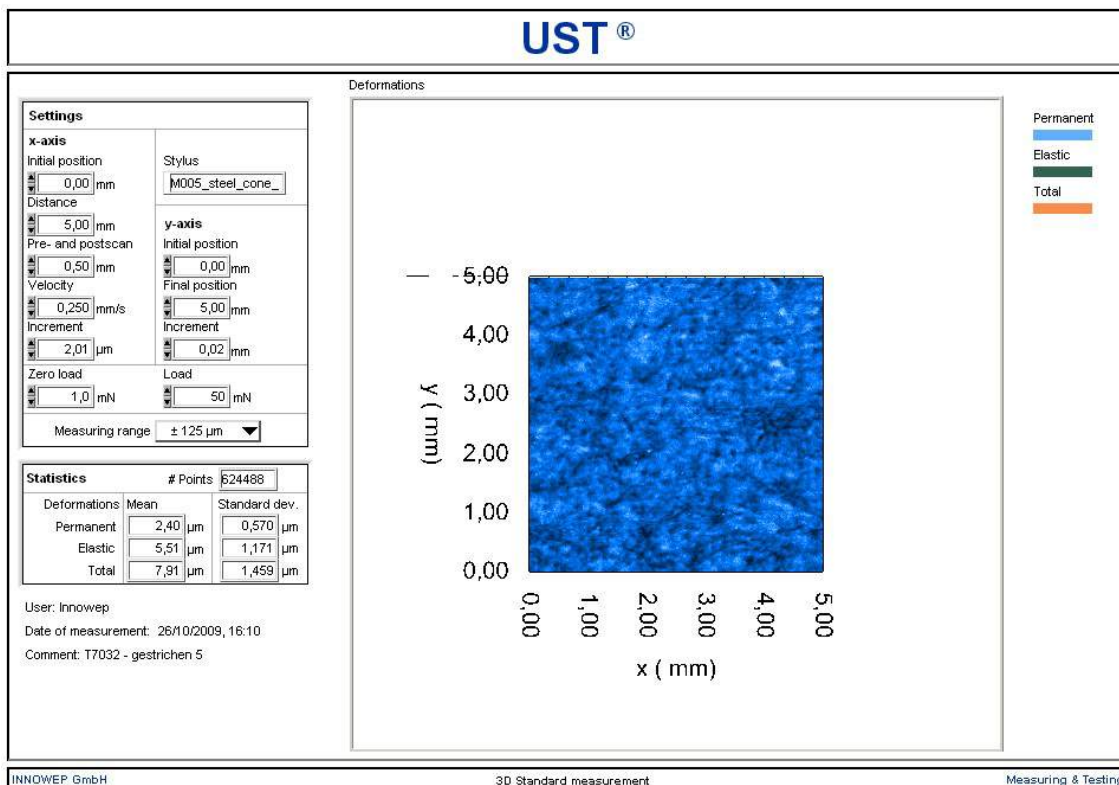 UST ®
Deformations
Settings
x-axis
Initial position
0,00 mm
Distance
5,00 mm
Pre- and postscan
0,50 mm
Velocity
0,250 mm/s
Increment
2,01 µm
Zero load
1,0 mN
Stylus
M005_steel_cone_
y-axis
Initial position
0,00 mm
Final position
5,00 mm
Increment
0,02 mm
Load
50 mN
Measuring range ± 125 µm
Statistics # Points 624488
Deformations Mean Standard dev.
Permanent 2,40 µm 0,570 µm
Elastic 5,51 µm 1,171 µm
Total 7,91 µm 1,459 µm
User: Innowep
Date of measurement: 26/10/2009, 16:10
Comment: T7032 - gestrichen 5
5,00
4,00
3,00
2,00
1,00
0,00
y ( mm)
0,00 1,00 2,00 3,00 4,00 5,00
x ( mm)
Permanent
Elastic
Total
INNOWEP GmbH 3D Standard measurement Measuring & Testing